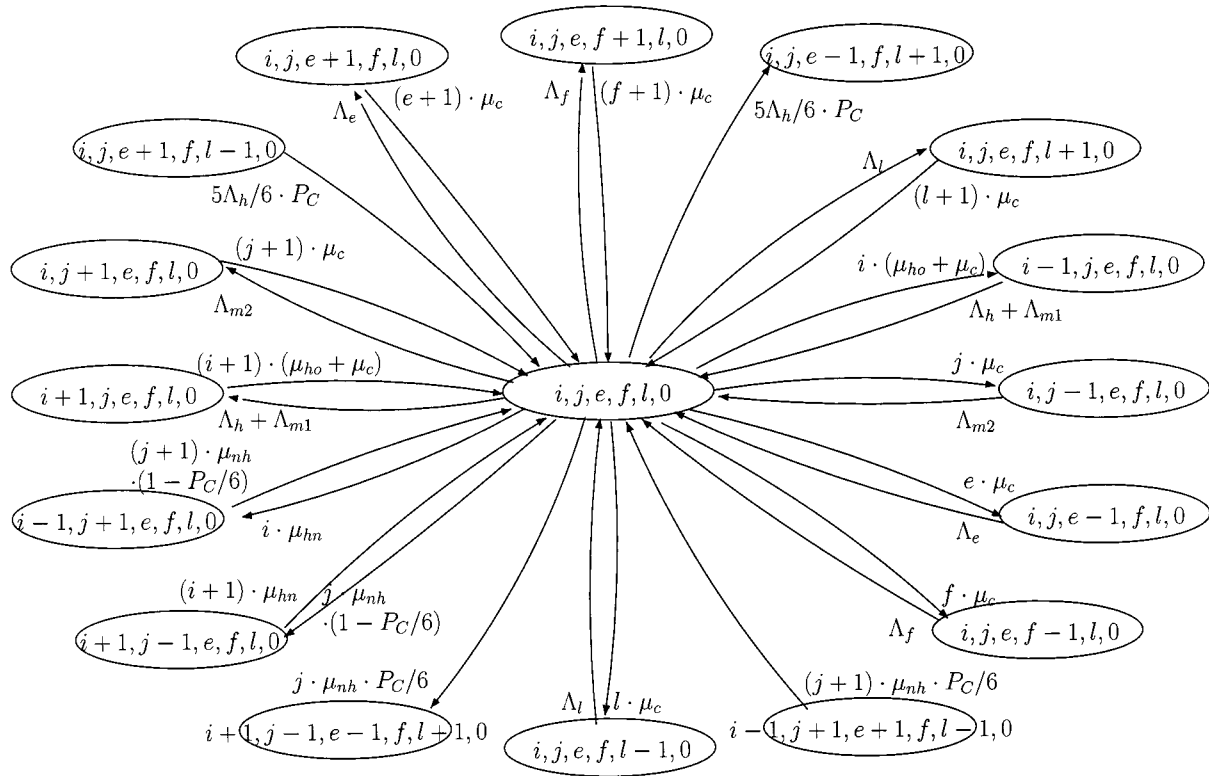 i, j, e, f + 1, l, 0
i, j, e + 1, f, l, 0
i, j, e − 1, f, l + 1, 0
Λ_e
(e + 1) · μ_c
Λ_f
(f + 1) · μ_c
5Λ_h/6 · P_C
i, j, e + 1, f, l − 1, 0
i, j, e, f, l + 1, 0
Λ_l
5Λ_h/6 · P_C
(l + 1) · μ_c
(j + 1) · μ_c
i, j + 1, e, f, l, 0
i · (μ_ho + μ_c)
i − 1, j, e, f, l, 0
Λ_m2
Λ_h + Λ_m1
(i + 1) · (μ_ho + μ_c)
j · μ_c
i + 1, j, e, f, l, 0
i, j, e, f, l, 0
i, j − 1, e, f, l, 0
Λ_h + Λ_m1
Λ_m2
(j + 1) · μ_nh
·(1 − P_C/6)
e · μ_c
i − 1, j + 1, e, f, l, 0
i · μ_hn
i, j, e − 1, f, l, 0
Λ_e
(i + 1) · μ_hn
j · μ_nh
·(1 − P_C/6)
f · μ_c
i + 1, j − 1, e, f, l, 0
Λ_f
i, j, e, f − 1, l, 0
j · μ_nh · P_C/6
(j + 1) · μ_nh · P_C/6
Λ_l
l · μ_c
i + 1, j − 1, e − 1, f, l + 1, 0
i − 1, j + 1, e + 1, f, l − 1, 0
i, j, e, f, l − 1, 0